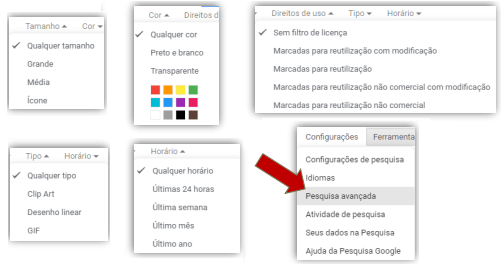 Tamanho Cor
Qualquer tamanho
Grande
Média
Ícone
Cor Direitos d
Qualquer cor
Preto e branco
Transparente
Direitos de uso Tipo Horário
Sem filtro de licença
Marcadas para reutilização com modificação
Marcadas para reutilização
Marcadas para reutilização não comercial com modificação
Marcadas para reutilização não comercial
Tipo Horário
Qualquer tipo
Clip Art
Desenho linear
GIF
Horário
Qualquer horário
Últimas 24 horas
Última semana
Último mês
Último ano
Configurações Ferramenta
Configurações de pesquisa
Idiomas
Pesquisa avançada
Atividade de pesquisa
Seus dados na Pesquisa
Ajuda da Pesquisa Google